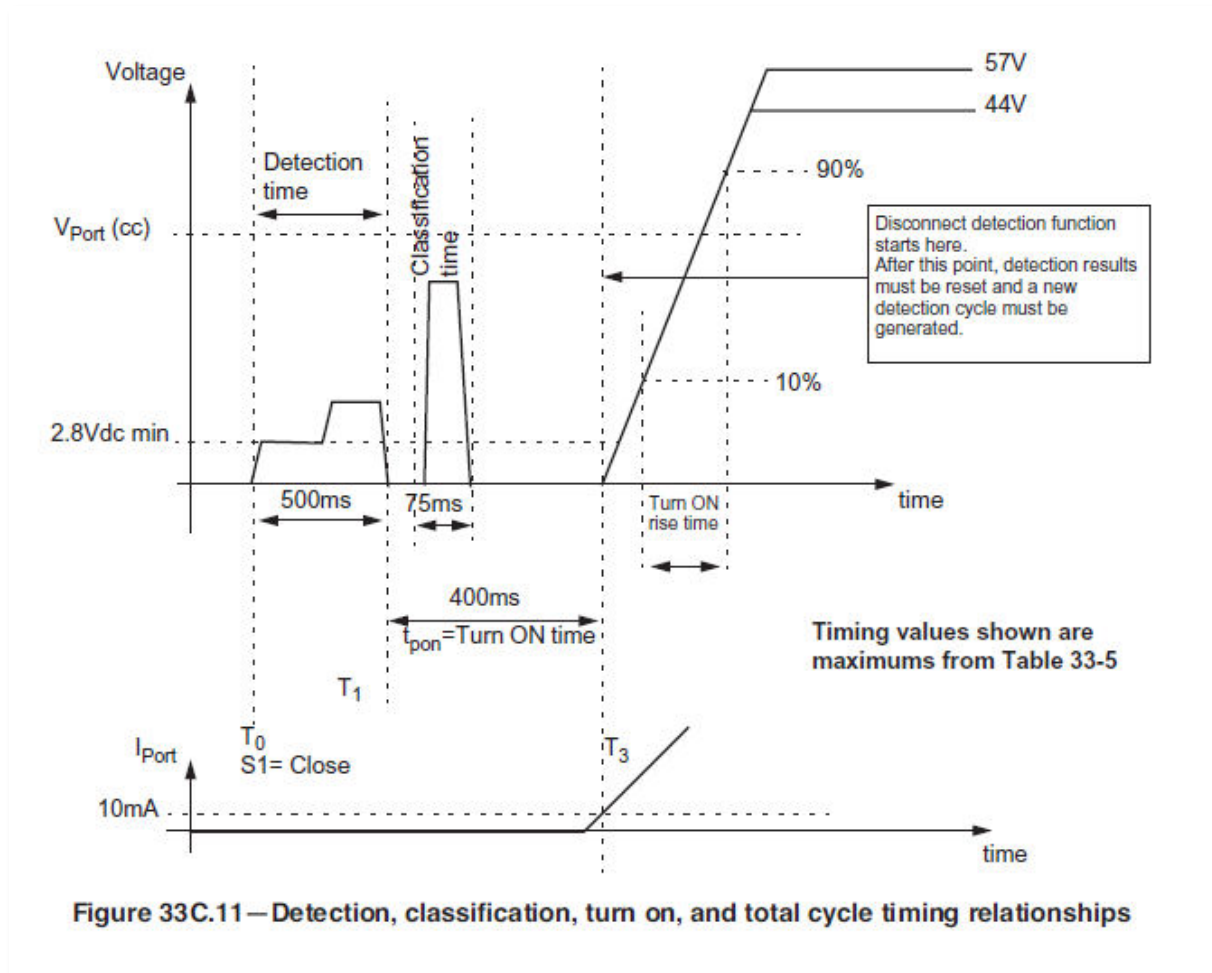 Voltage
57V
44V
Detection
time
Classification
time
90%
VPort (cc)
Disconnect detection function
starts here.
After this point, detection results
must be reset and a new
detection cycle must be
generated.
10%
2.8Vdc min
500ms
75ms
Turn ON
rise time
time
400ms
tpon=Turn ON time
Timing values shown are
maximums from Table 33-5
T1
T0
S1= Close
T3
IPort
10mA
time
Figure 33C.11—Detection, classification, turn on, and total cycle timing relationships